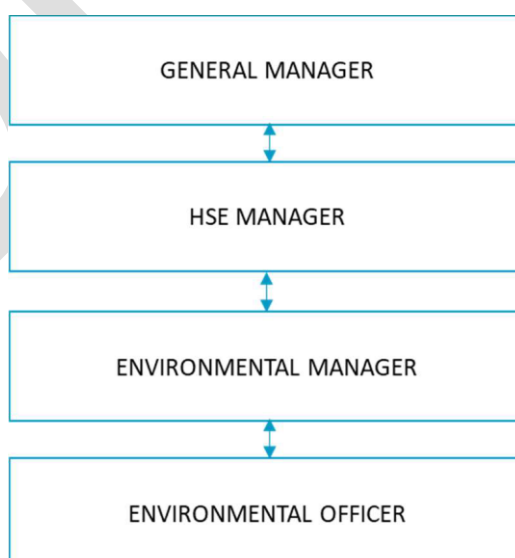 GENERAL MANAGER
HSE MANAGER
ENVIRONMENTAL MANAGER
ENVIRONMENTAL OFFICER